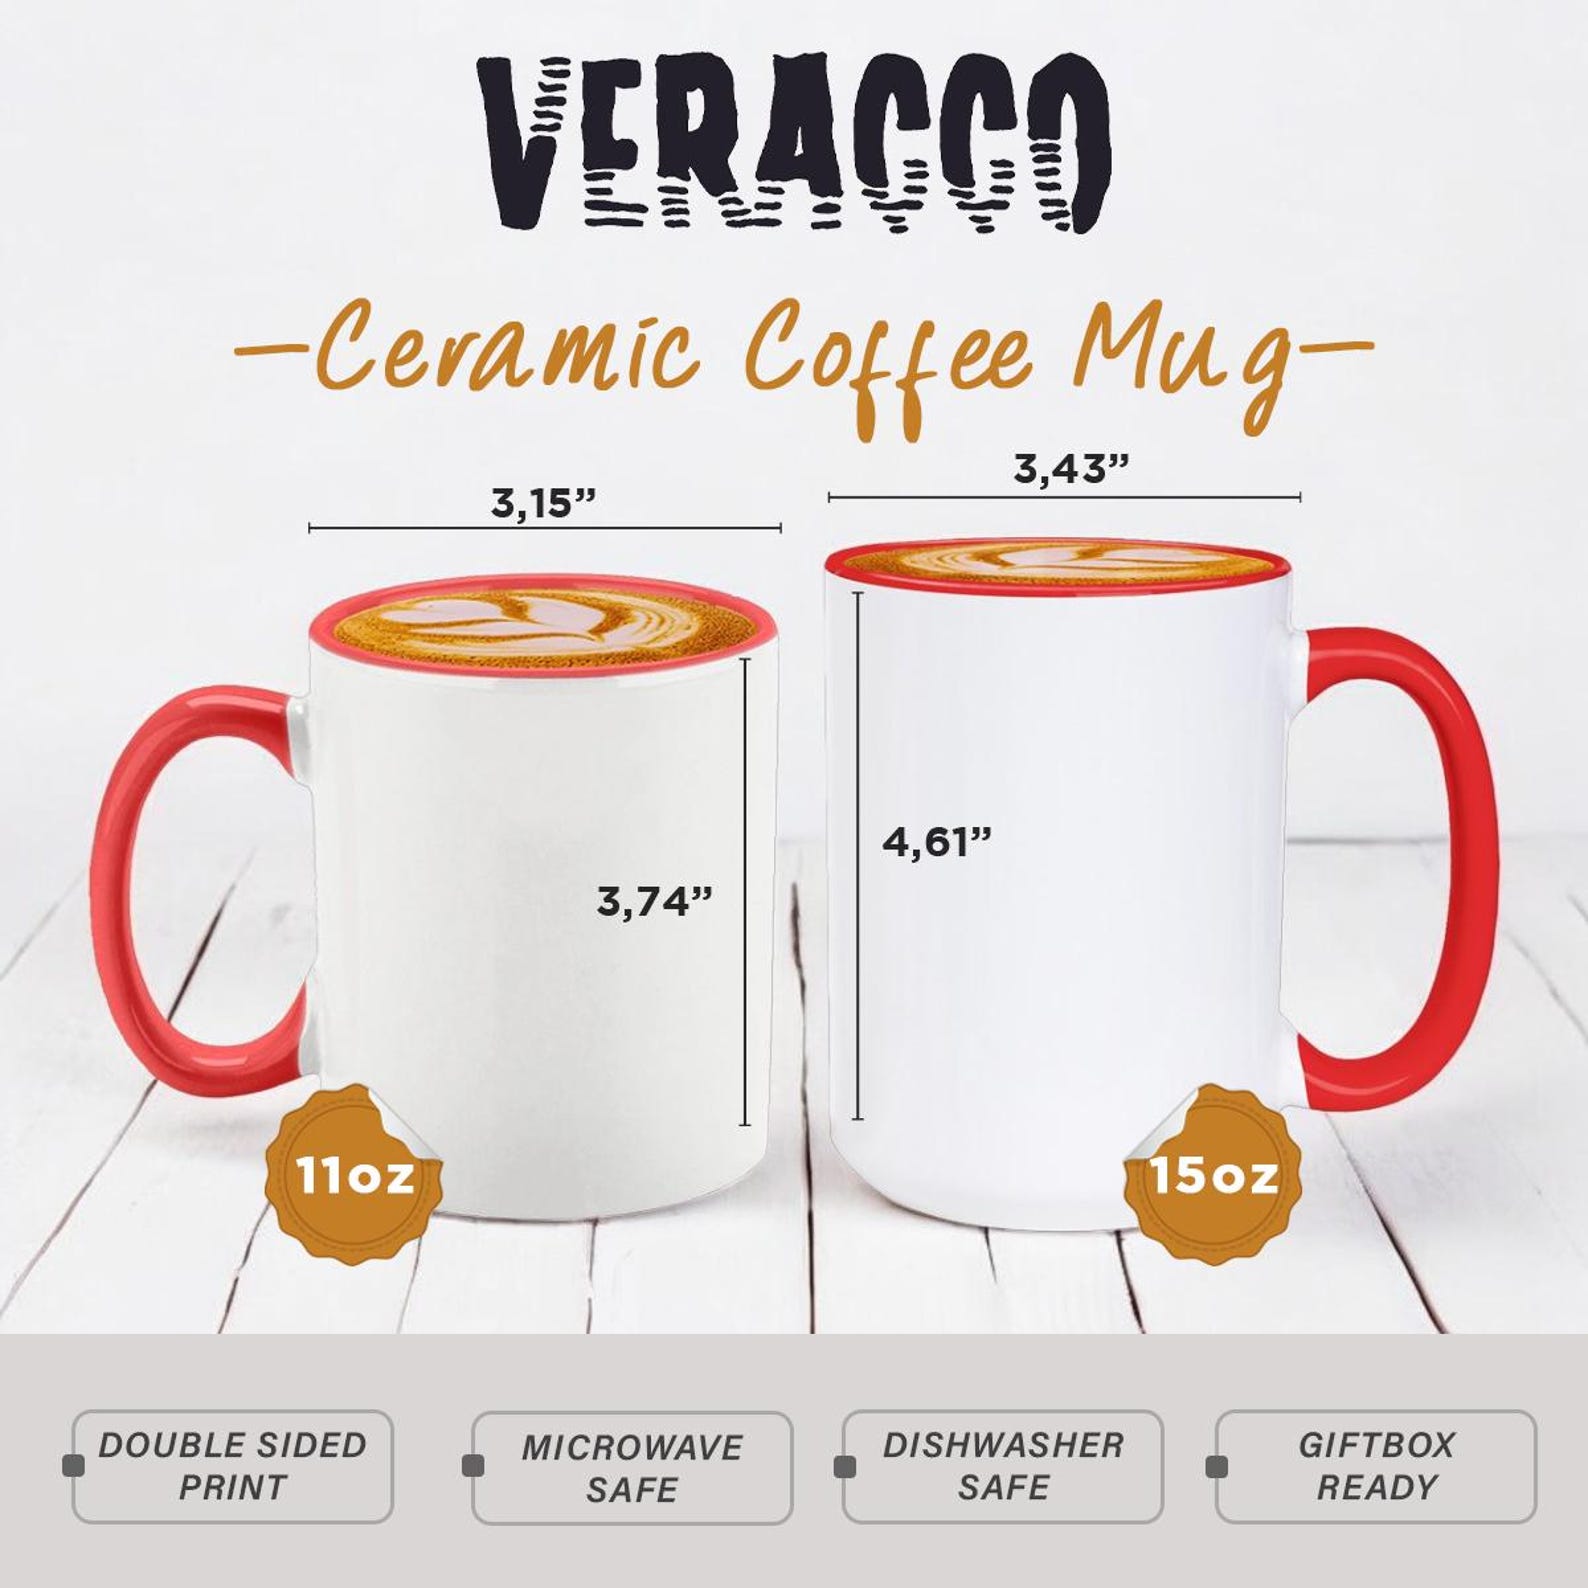 VERACCO
—Ceramic Coffee Mug—
3,15”
3,43”
4,61”
3,74”
11oz
15oz
DOUBLE SIDED
PRINT
MICROWAVE
SAFE
DISHWASHER
SAFE
GIFTBOX
READY